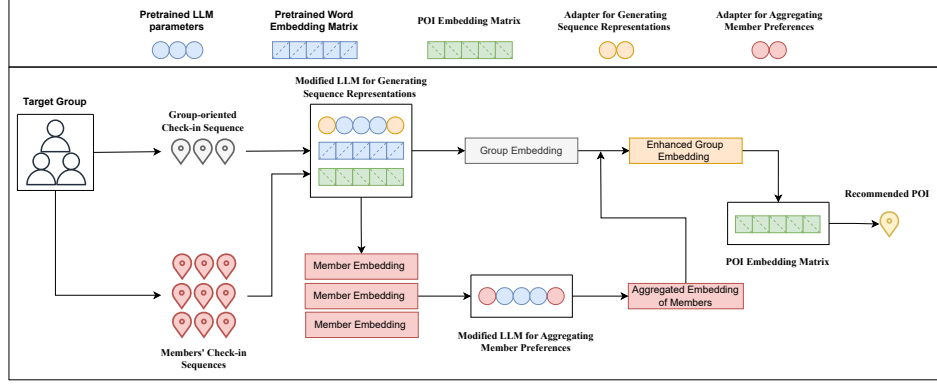 Pretrained LLM
parameters
Pretrained Word
Embedding Matrix
POI Embedding Matrix
Adapter for Generating
Sequence Representations
Adapter for Aggregating
Member Preferences
Target Group
Group-oriented
Check-in Sequence
Modified LLM for Generating
Sequence Representations
Group Embedding
Enhanced Group
Embedding
Recommended POI
POI Embedding Matrix
Member Embedding
Member Embedding
Member Embedding
Aggregated Embedding
of Members
Modified LLM for Aggregating
Member Preferences
Members' Check-in
Sequences